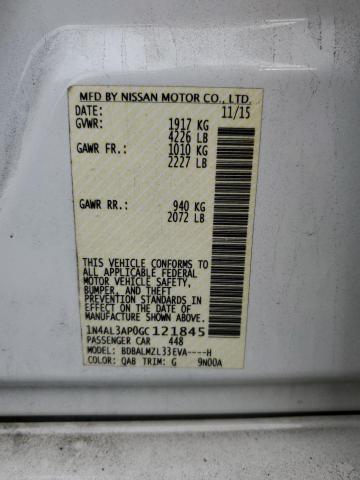 MFD BY NISSAN MOTOR CO., LTD.
DATE: 11/15
GVWR: 1917 KG
4226 LB
GAWR FR.: 1010 KG
2227 LB
GAWR RR.: 940 KG
2072 LB
THIS VEHICLE CONFORMS TO
ALL APPLICABLE FEDERAL
MOTOR VEHICLE SAFETY,
BUMPER, AND THEFT
PREVENTION STANDARDS IN
EFFECT ON THE DATE OF
MANUFACTURE SHOWN ABOVE.
1N4AL3AP0GC121845
PASSENGER CAR 448
MODEL: BDBALMZL33EVA----H
COLOR: QAB TRIM: G 9N00A